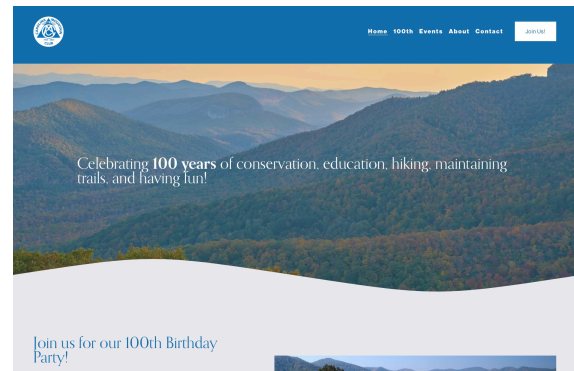 CLUB
Home 100th Events About Contact Join Us!
Celebrating 100 years of conservation, education, hiking, maintaining
trails, and having fun!
Join us for our 100th Birthday
Party!